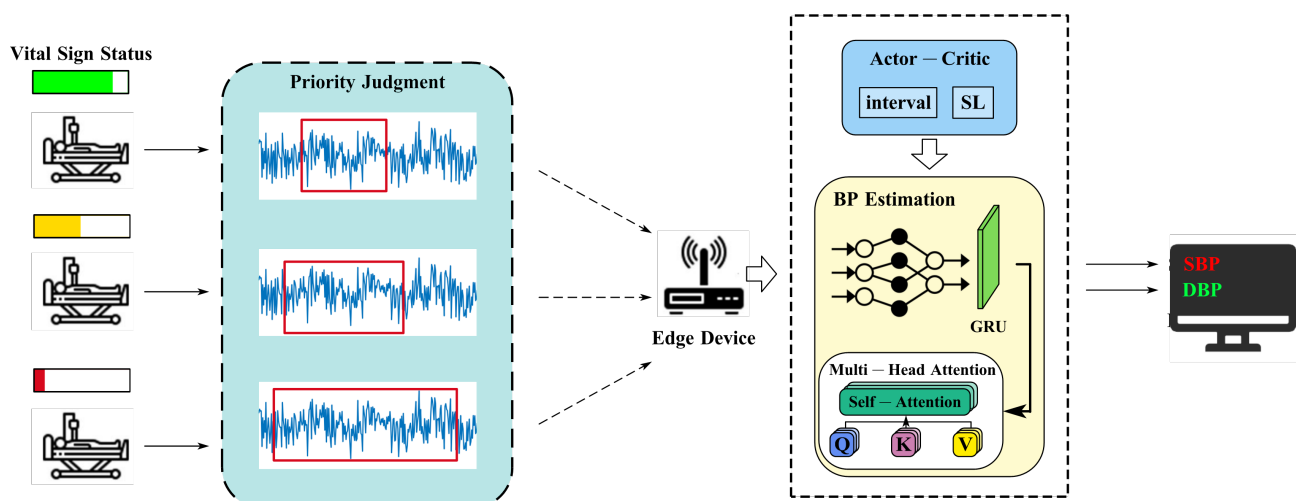 Vital Sign Status
Priority Judgment
Edge Device
Actor – Critic
interval
SL
BP Estimation
GRU
Multi – Head Attention
Self – Attention
Q
K
V
SBP
DBP